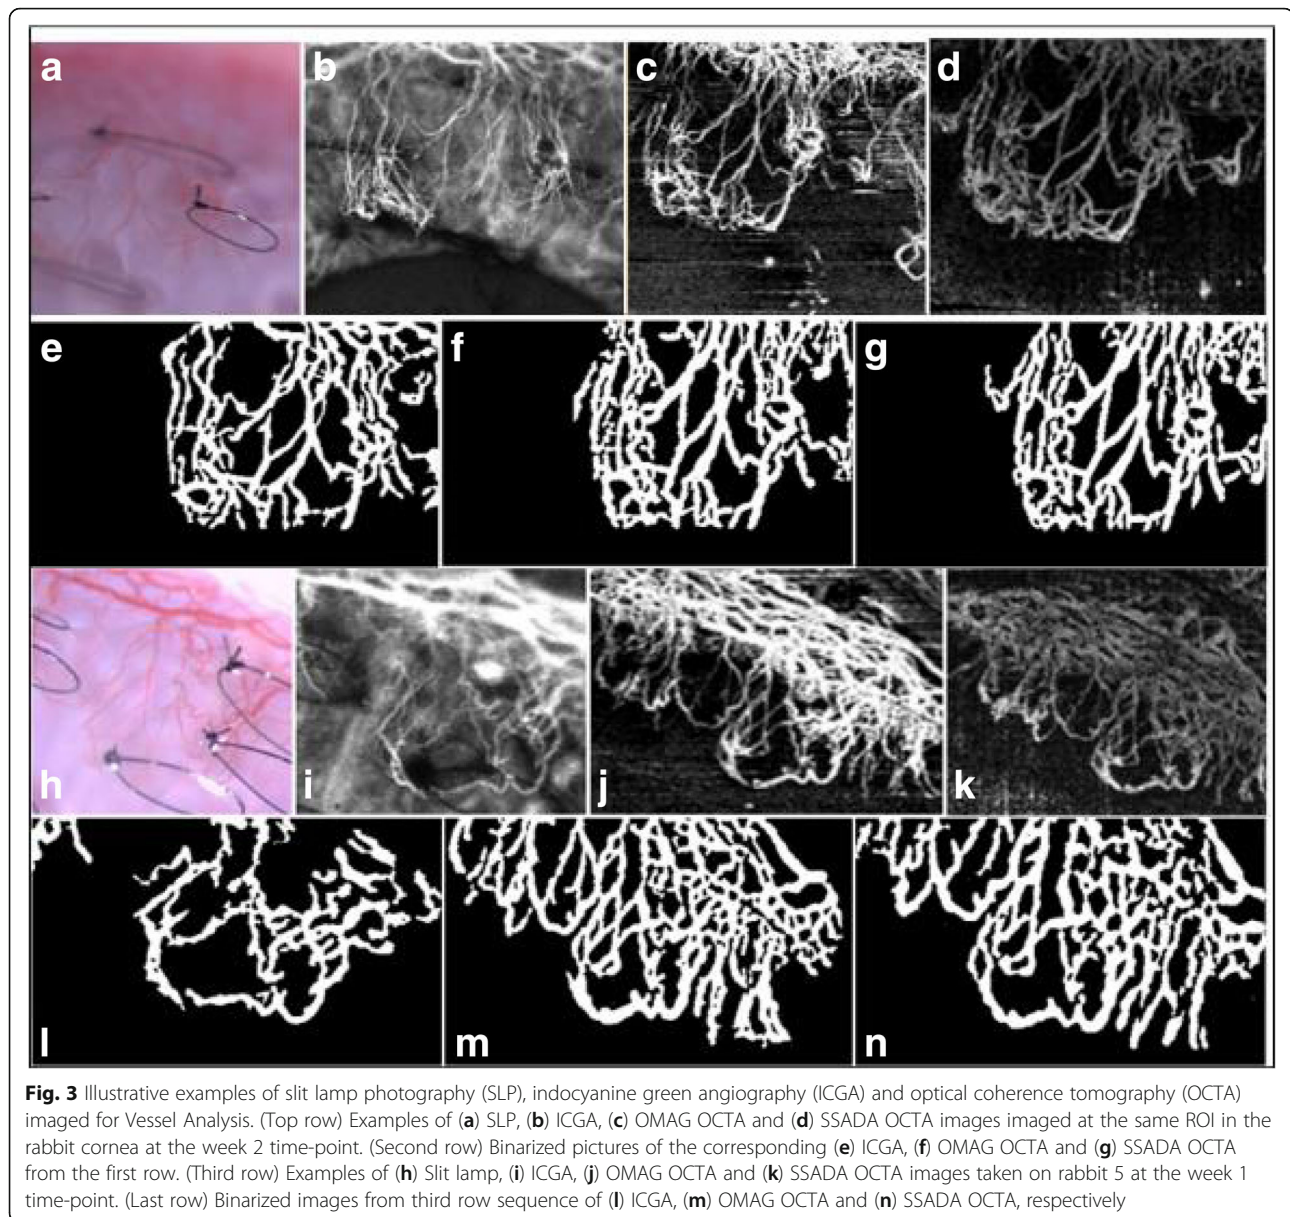 a b c d
e f g
h i j k
l m n
Fig. 3 Illustrative examples of slit lamp photography (SLP), indocyanine green angiography (ICGA) and optical coherence tomography (OCTA)
imaged for Vessel Analysis. (Top row) Examples of (a) SLP, (b) ICGA, (c) OMAG OCTA and (d) SSADA OCTA images imaged at the same ROI in the
rabbit cornea at the week 2 time-point. (Second row) Binarized pictures of the corresponding (e) ICGA, (f) OMAG OCTA and (g) SSADA OCTA
from the first row. (Third row) Examples of (h) Slit lamp, (i) ICGA, (j) OMAG OCTA and (k) SSADA OCTA images taken on rabbit 5 at the week 1
time-point. (Last row) Binarized images from third row sequence of (l) ICGA, (m) OMAG OCTA and (n) SSADA OCTA, respectively